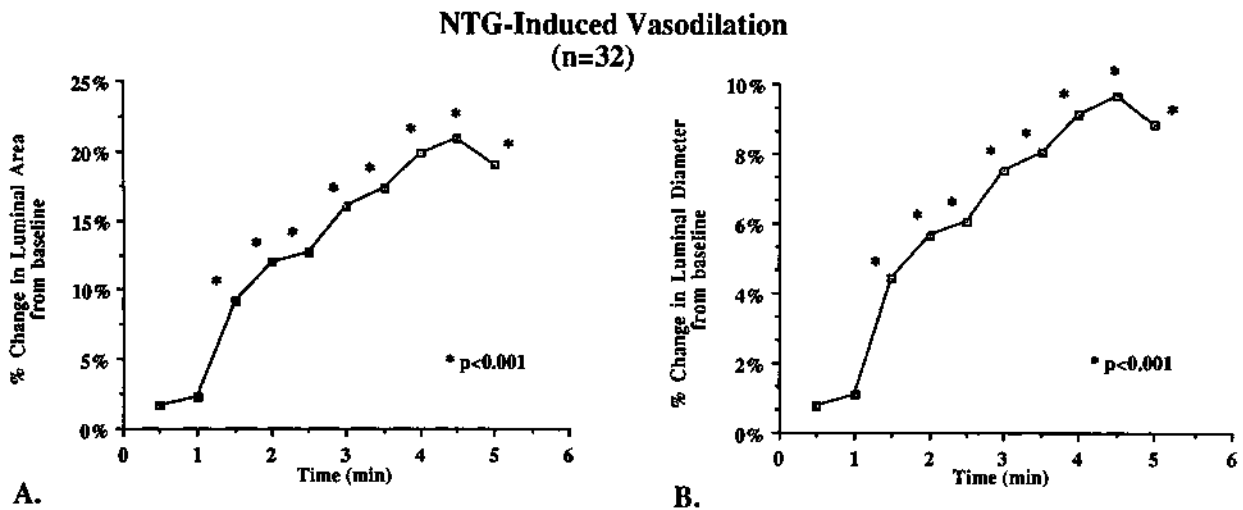 NTG-Induced Vasodilation
(n=32)
% Change in Luminal Area
from baseline
25%
20%
15%
10%
5%
0%
* * * * * * * *
* p<0.001
0 1 2 3 4 5 6
Time (min)
A.
% Change in Luminal Diameter
from baseline
10%
8%
6%
4%
2%
0%
* * * * * * * *
* p<0.001
0 1 2 3 4 5 6
Time (min)
B.